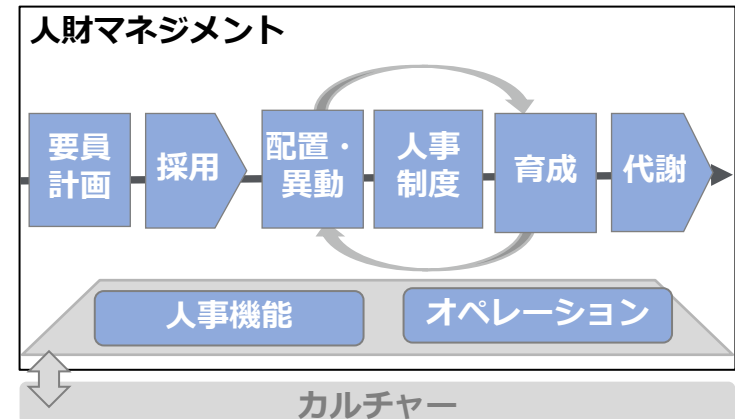 人財マネジメント
要員
計画
採用
配置・
異動
人事
制度
育成
代謝
人事機能
オペレーション
カルチャー